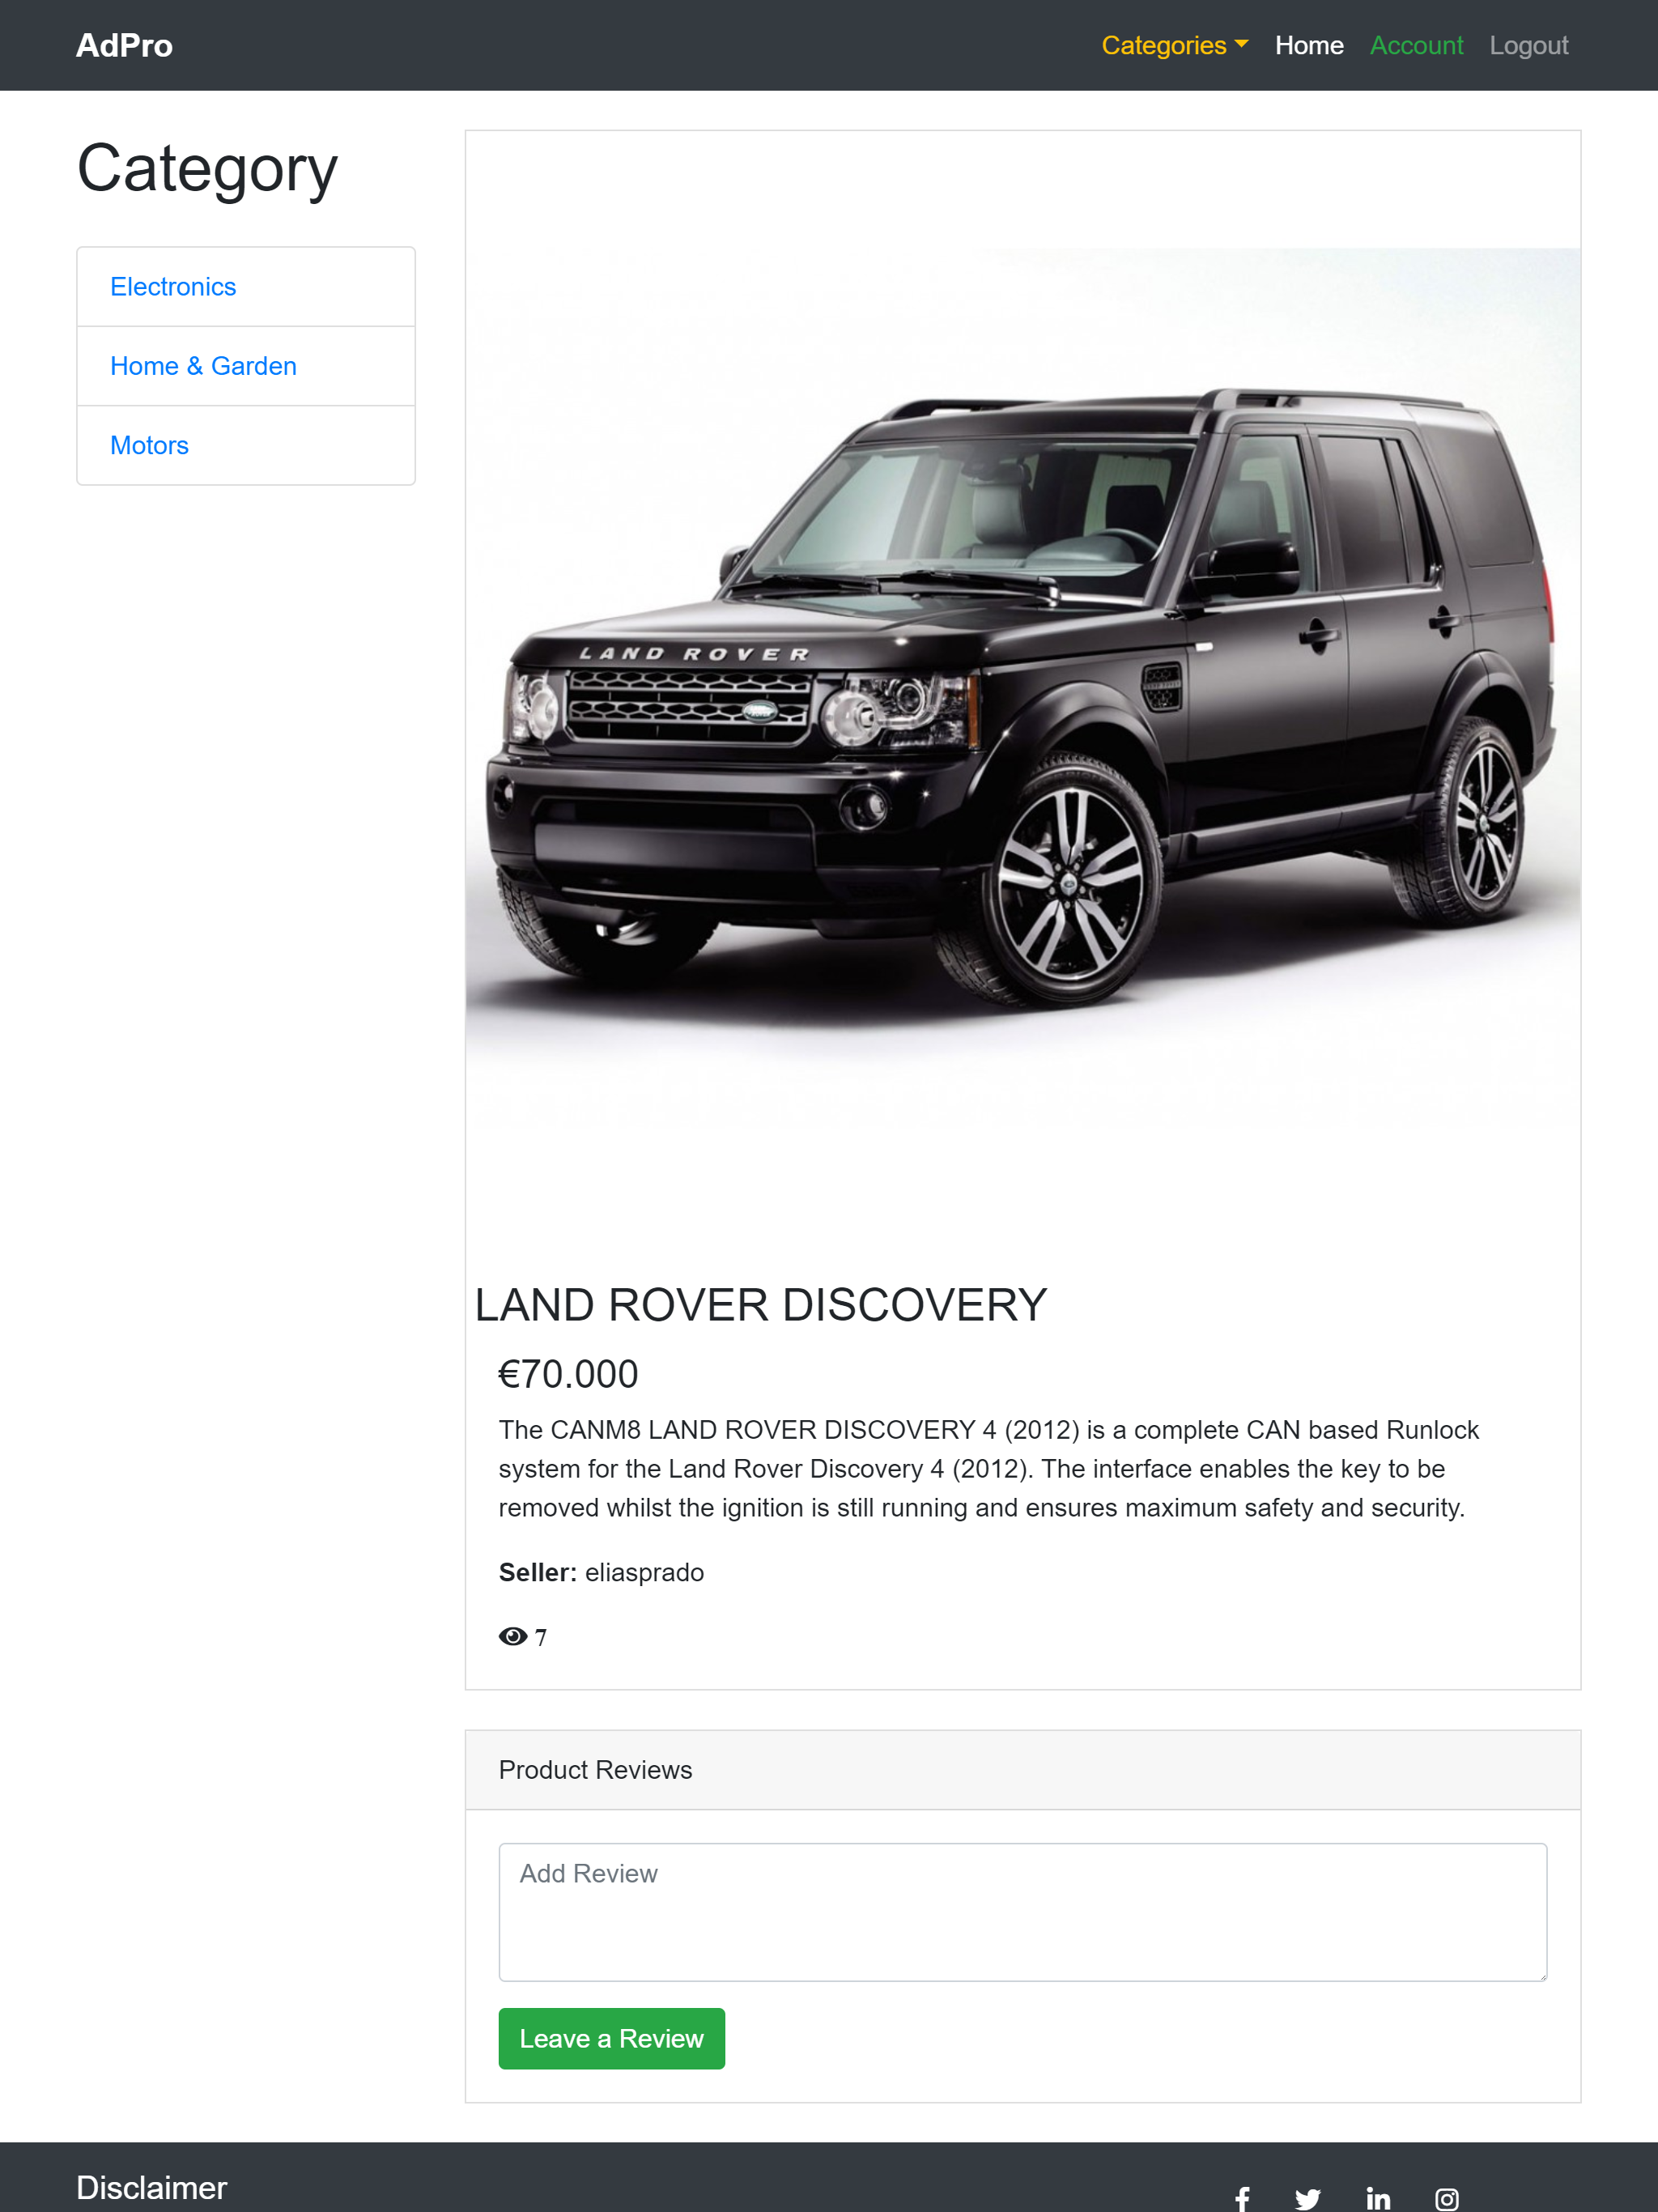 AdPro
Categories Home Account Logout
Category
Electronics
Home & Garden
Motors
LAND ROVER
LAND ROVER DISCOVERY
€70.000
The CANM8 LAND ROVER DISCOVERY 4 (2012) is a complete CAN based Runlock
system for the Land Rover Discovery 4 (2012). The interface enables the key to be
removed whilst the ignition is still running and ensures maximum safety and security.
Seller: eliasprado
7
Product Reviews
Add Review
Leave a Review
Disclaimer